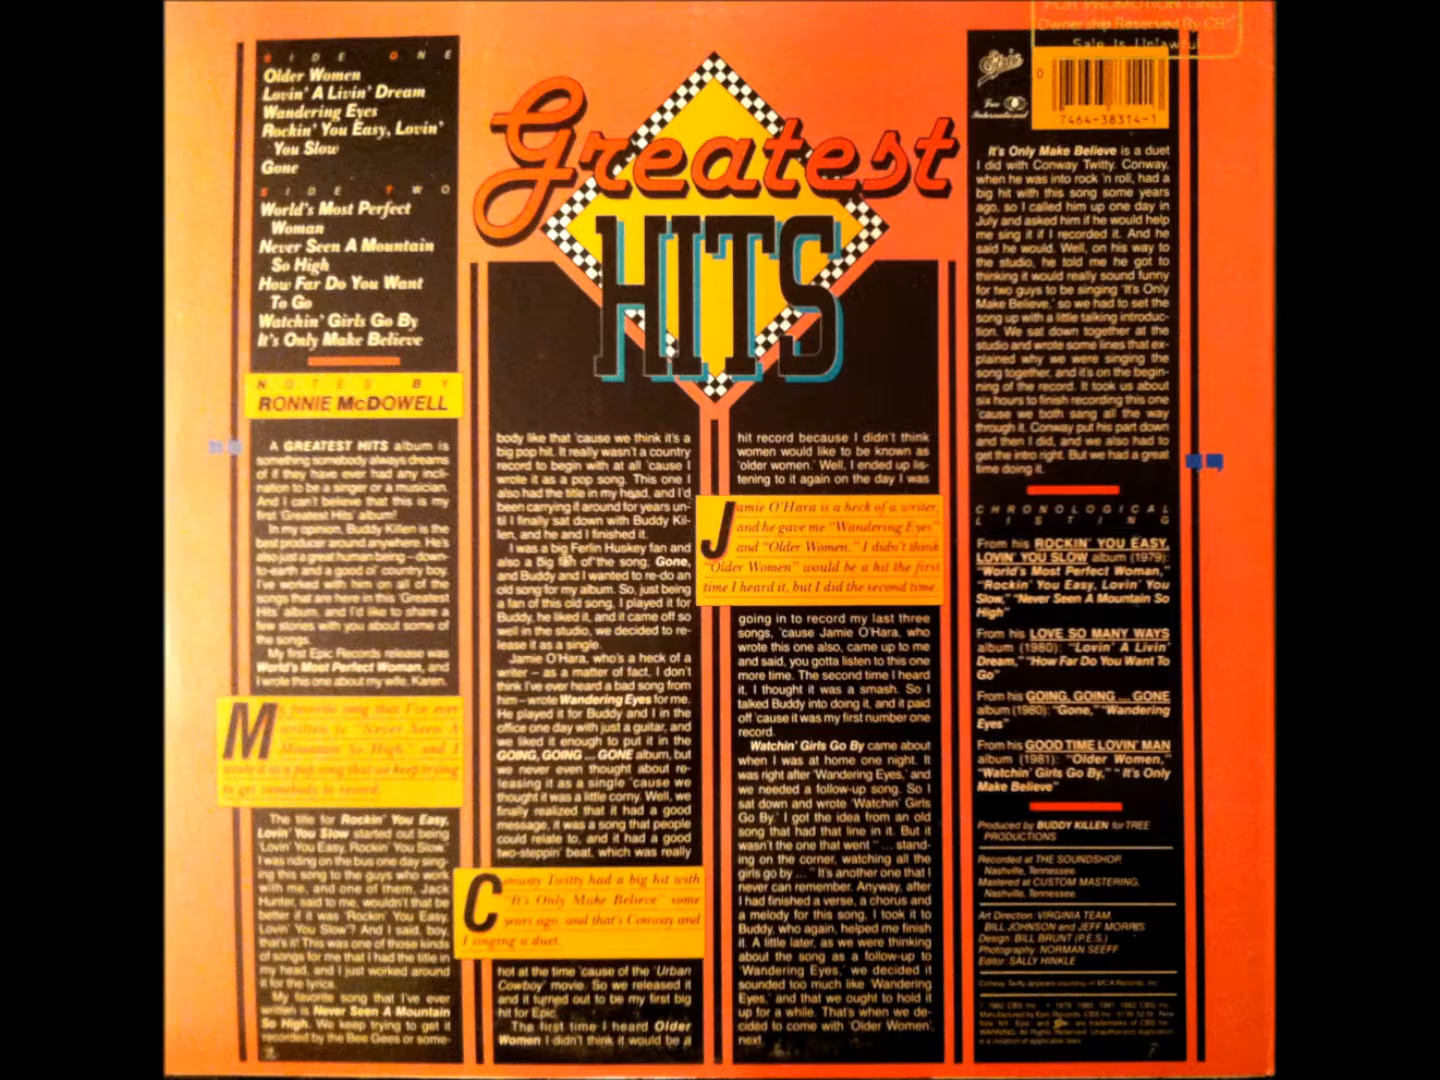 SIDE ONE
Older Women
Lovin' A Livin' Dream
Wandering Eyes
Rockin' You Easy, Lovin'
You Slow
Gone
SIDE TWO
World's Most Perfect
Woman
Never Seen A Mountain
So High
How Far Do You Want
To Go
Watchin' Girls Go By
It's Only Make Believe
NOTES BY
RONNIE McDOWELL
A GREATEST HITS album is
something somebody always dreams
of if they have ever had any incli-
nation to be a singer or a musician.
And I can't believe that this is my
first 'Greatest Hits' album!
In my opinion, Buddy Killen is the
best producer around anywhere. He's
also just a great human being – down-
to-earth and a good ol' country boy.
I've worked with him on all of the
songs that are here in this 'Greatest
Hits' album, and I'd like to share a
few stories with you about some of
the songs.
My first Epic Records release was
World's Most Perfect Woman, and
I wrote this one about my wife, Karen.
My favorite song that I've ever
written is "Never Seen A
Mountain So High," and I
wrote it as a pop song that we keep trying
to get somebody to record.
The title for Rockin' You Easy,
Lovin' You Slow started out being
'Lovin' You Easy, Rockin' You Slow.'
I was riding on the bus one day sing-
ing this song to the guys who work
with me, and one of them, Jack
Hunter, said to me, wouldn't that be
better if it was 'Rockin' You Easy,
Lovin' You Slow'? And I said, boy,
that's it! This was one of those kinds
of songs for me that I had the title in
my head, and I just worked around
it for the lyrics.
My favorite song that I've ever
written is Never Seen A Mountain
So High. We keep trying to get it
recorded by the Bee Gees or some-
Greatest
HITS
body like that 'cause we think it's a
big pop hit. It really wasn't a country
record to begin with at all 'cause I
wrote it as a pop song. This one I
also had the title in my head, and I'd
been carrying it around for years un-
til I finally sat down with Buddy Kil-
len, and he and I finished it.
I was a big Ferlin Huskey fan and
also a big fan of the song, Gone,
and Buddy and I wanted to re-do an
old song for my album. So, just being
a fan of this old song, I played it for
Buddy, he liked it, and it came off so
well in the studio, we decided to re-
lease it as a single.
Jamie O'Hara, who's a heck of a
writer – as a matter of fact, I don't
think I've ever heard a bad song from
him – wrote Wandering Eyes for me.
He played it for Buddy and I in the
office one day with just a guitar, and
we liked it enough to put it in the
GOING, GOING ... GONE album, but
we never even thought about re-
leasing it as a single 'cause we
thought it was a little corny. Well, we
finally realized that it had a good
message, it was a song that people
could relate to, and it had a good
two-steppin' beat, which was really
Conway Twitty had a big hit with
"It's Only Make Believe" some
years ago, and that's Conway and
I singing a duet.
hot at the time 'cause of the 'Urban
Cowboy' movie. So we released it
and it turned out to be my first big
hit for Epic.
The first time I heard Older
Women I didn't think it would be a
hit record because I didn't think
women would like to be known as
'older women.' Well, I ended up lis-
tening to it again on the day I was
Jamie O'Hara is a heck of a writer,
and he gave me "Wandering Eyes"
and "Older Women." I didn't think
"Older Women" would be a hit the first
time I heard it, but I did the second time.
going in to record my last three
songs, 'cause Jamie O'Hara, who
wrote this one also, came up to me
and said, you gotta listen to this one
more time. The second time I heard
it, I thought it was a smash. So I
talked Buddy into doing it, and it paid
off 'cause it was my first number one
record.
Watchin' Girls Go By came about
when I was at home one night. It
was right after 'Wandering Eyes,' and
we needed a follow-up song. So I
sat down and wrote 'Watchin' Girls
Go By.' I got the idea from an old
song that had that line in it. But it
wasn't the one that went "... stand-
ing on the corner, watching all the
girls go by ..." It's another one that I
never can remember. Anyway, after
I had finished a verse, a chorus and
a melody for this song, I took it to
Buddy, who again, helped me finish
it. A little later, as we were thinking
about the song as a follow-up to
'Wandering Eyes,' we decided it
sounded too much like 'Wandering
Eyes,' and that we ought to hold it
up for a while. That's when we de-
cided to come with 'Older Women'
next.
FOR PROMOTION ONLY
Ownership Reserved By CBS
Sale Is Unlawful
Epic
International
0
7464-38314-1
It's Only Make Believe is a duet
I did with Conway Twitty. Conway,
when he was into rock 'n roll, had a
big hit with this song some years
ago, so I called him up one day in
July and asked him if he would help
me sing it if I recorded it. And he
said he would. Well, on his way to
the studio, he told me he got to
thinking it would really sound funny
for two guys to be singing 'It's Only
Make Believe,' so we had to set the
song up with a little talking introduc-
tion. We sat down together at the
studio and wrote some lines that ex-
plained why we were singing the
song together, and it's on the begin-
ning of the record. It took us about
six hours to finish recording this one
'cause we both sang all the way
through it. Conway put his part down
and then I did, and we also had to
get the intro right. But we had a great
time doing it.
CHRONOLOGICAL
LISTING
From his ROCKIN' YOU EASY,
LOVIN' YOU SLOW album (1979):
"World's Most Perfect Woman,"
"Rockin' You Easy, Lovin' You
Slow," "Never Seen A Mountain So
High"
From his LOVE SO MANY WAYS
album (1980): "Lovin' A Livin'
Dream," "How Far Do You Want To
Go"
From his GOING, GOING ... GONE
album (1980): "Gone," "Wandering
Eyes"
From his GOOD TIME LOVIN' MAN
album (1981): "Older Women,"
"Watchin' Girls Go By," "It's Only
Make Believe"
Produced by BUDDY KILLEN for TREE
PRODUCTIONS
Recorded at THE SOUNDSHOP,
Nashville, Tennessee.
Mastered at CUSTOM MASTERING,
Nashville, Tennessee.
Art Direction: VIRGINIA TEAM,
BILL JOHNSON and JEFF MORRIS
Design: BILL BRUNT (P.E.S.)
Photography: NORMAN SEEFF
Editor: SALLY HINKLE
Conway Twitty appears courtesy of MCA Records, Inc.